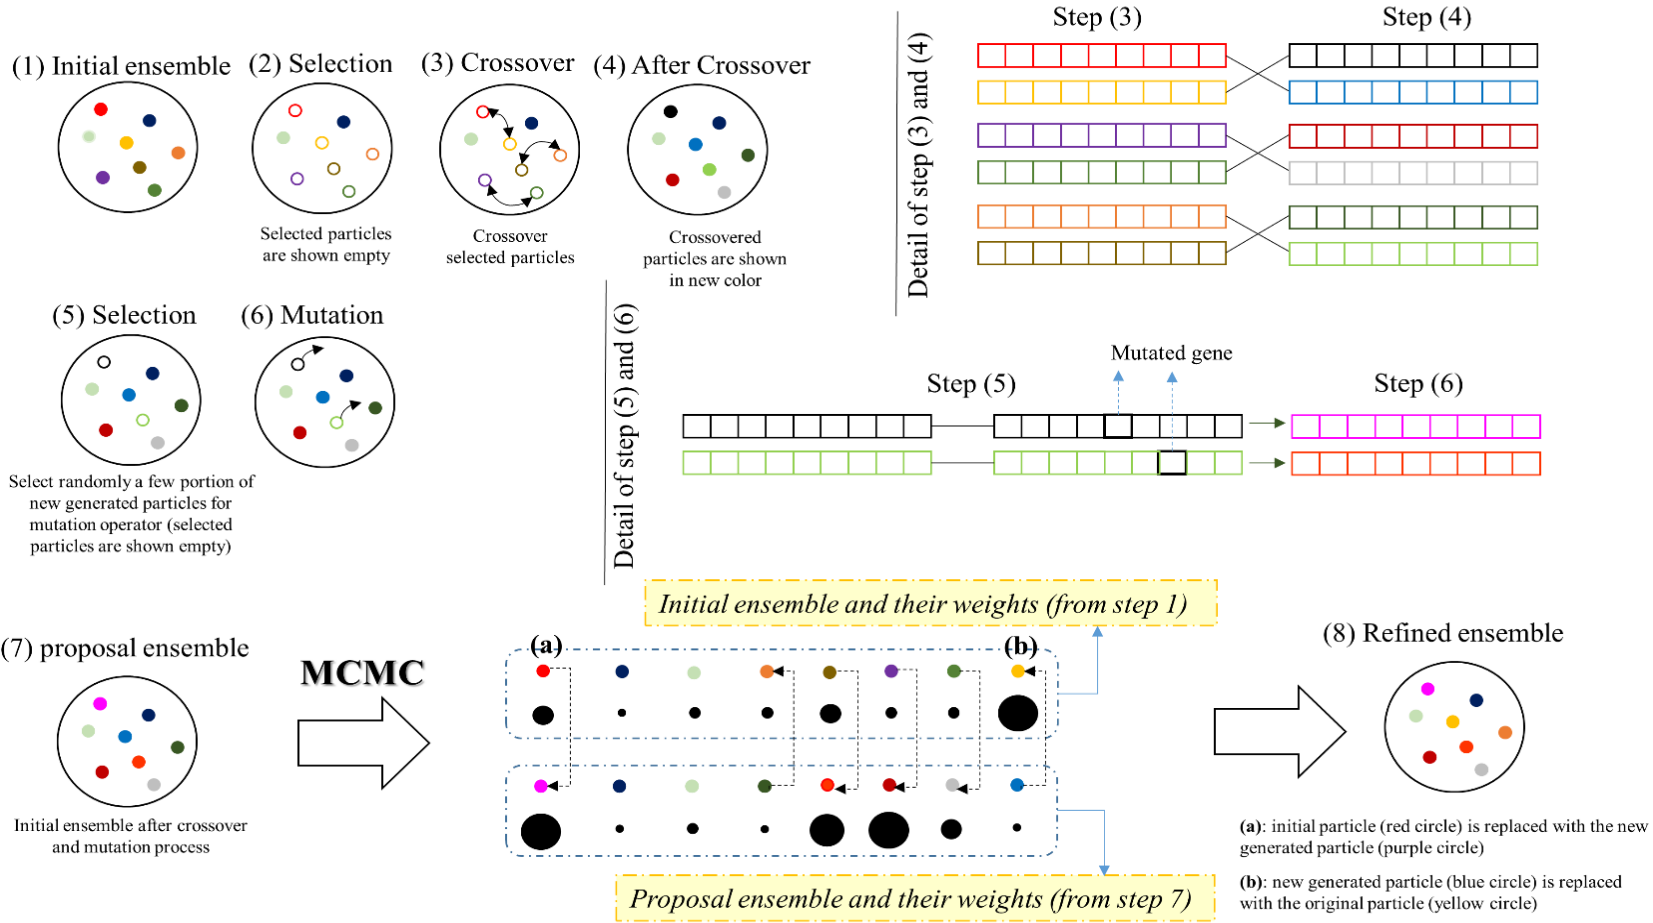 (1) Initial ensemble
(2) Selection
(3) Crossover
(4) After Crossover
Selected particles
are shown empty
Crossover
selected particles
Crossovered
particles are shown
in new color
Detail of step (3) and (4)
Step (3)
Step (4)
(5) Selection
(6) Mutation
Select randomly a few portion of
new generated particles for
mutation operator (selected
particles are shown empty)
Detail of step (5) and (6)
Mutated gene
Step (5)
Step (6)
Initial ensemble and their weights (from step 1)
(7) proposal ensemble
Initial ensemble after crossover
and mutation process
MCMC
(a)
(b)
Proposal ensemble and their weights (from step 7)
(8) Refined ensemble
(a): initial particle (red circle) is replaced with the new
generated particle (purple circle)
(b): new generated particle (blue circle) is replaced
with the original particle (yellow circle)